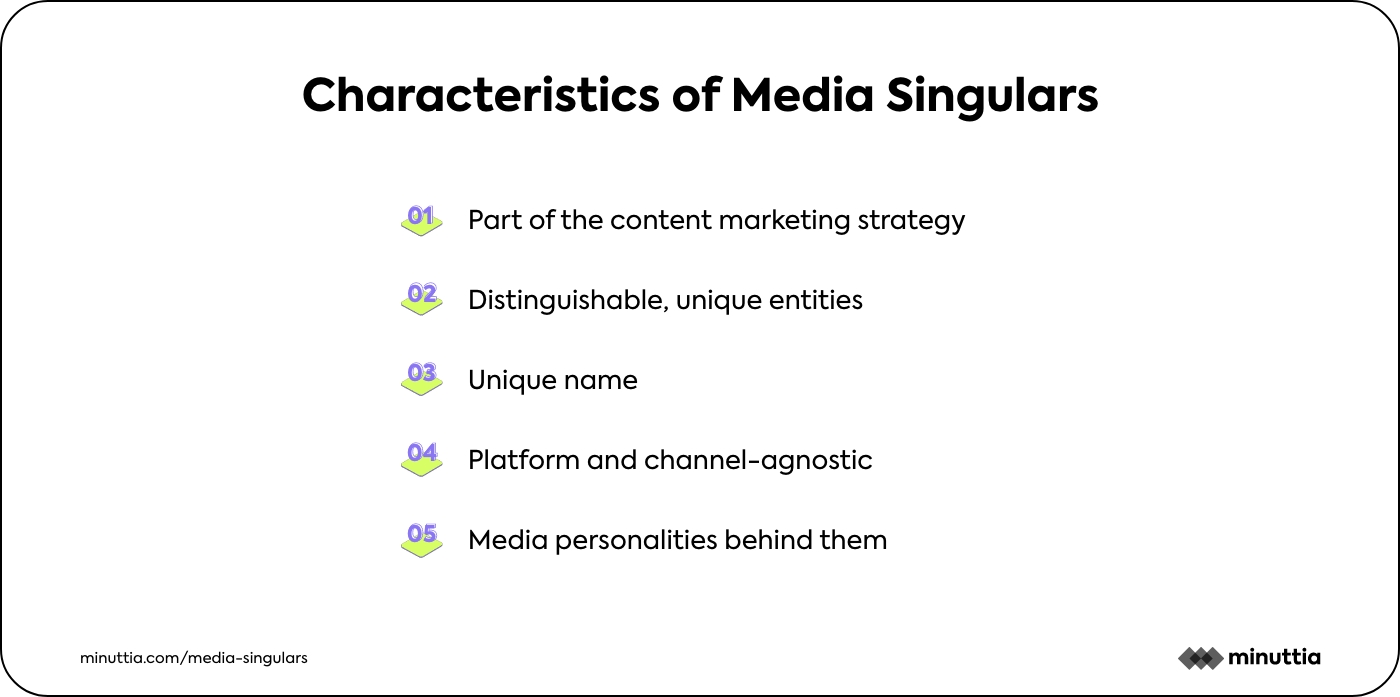 Characteristics of Media Singulars
01 Part of the content marketing strategy
02 Distinguishable, unique entities
03 Unique name
04 Platform and channel-agnostic
05 Media personalities behind them
minuttia.com/media-singulars
minuttia